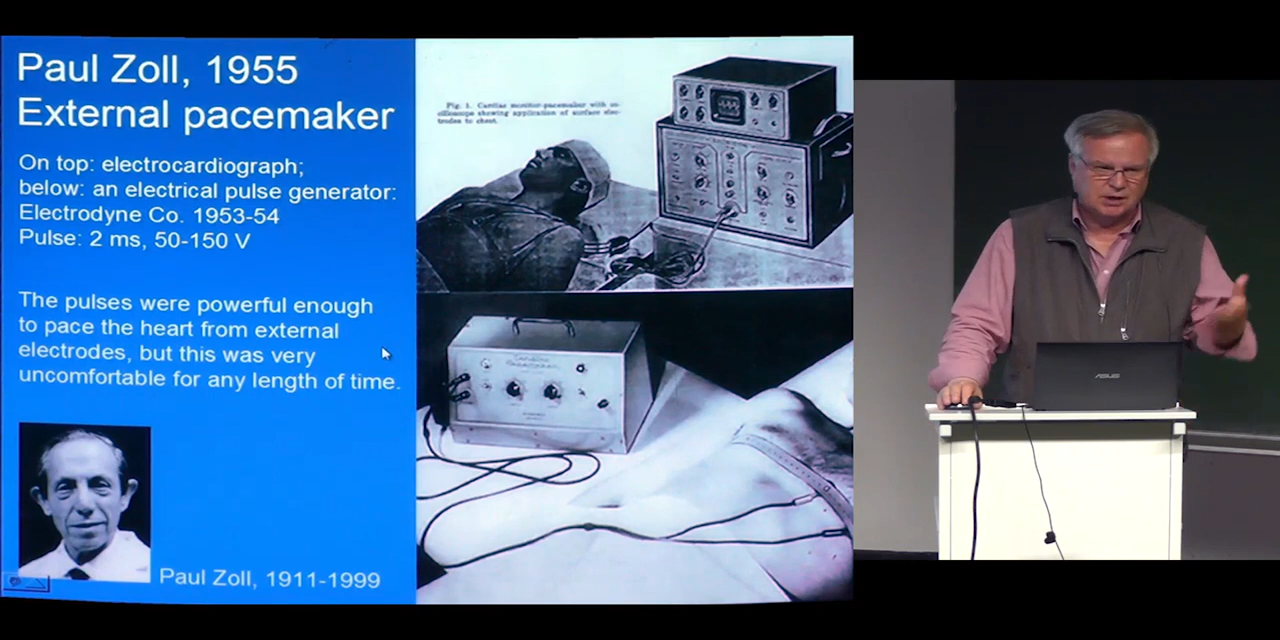 Paul Zoll, 1955
External pacemaker
On top: electrocardiograph;
below: an electrical pulse generator:
Electrodyne Co. 1953-54
Pulse: 2 ms, 50-150 V
The pulses were powerful enough
to pace the heart from external
electrodes, but this was very
uncomfortable for any length of time.
Paul Zoll, 1911-1999
Fig. 1. Cardiac monitor-pacemaker with os-
cilloscope showing application of surface elec-
trodes to chest.
ASUS